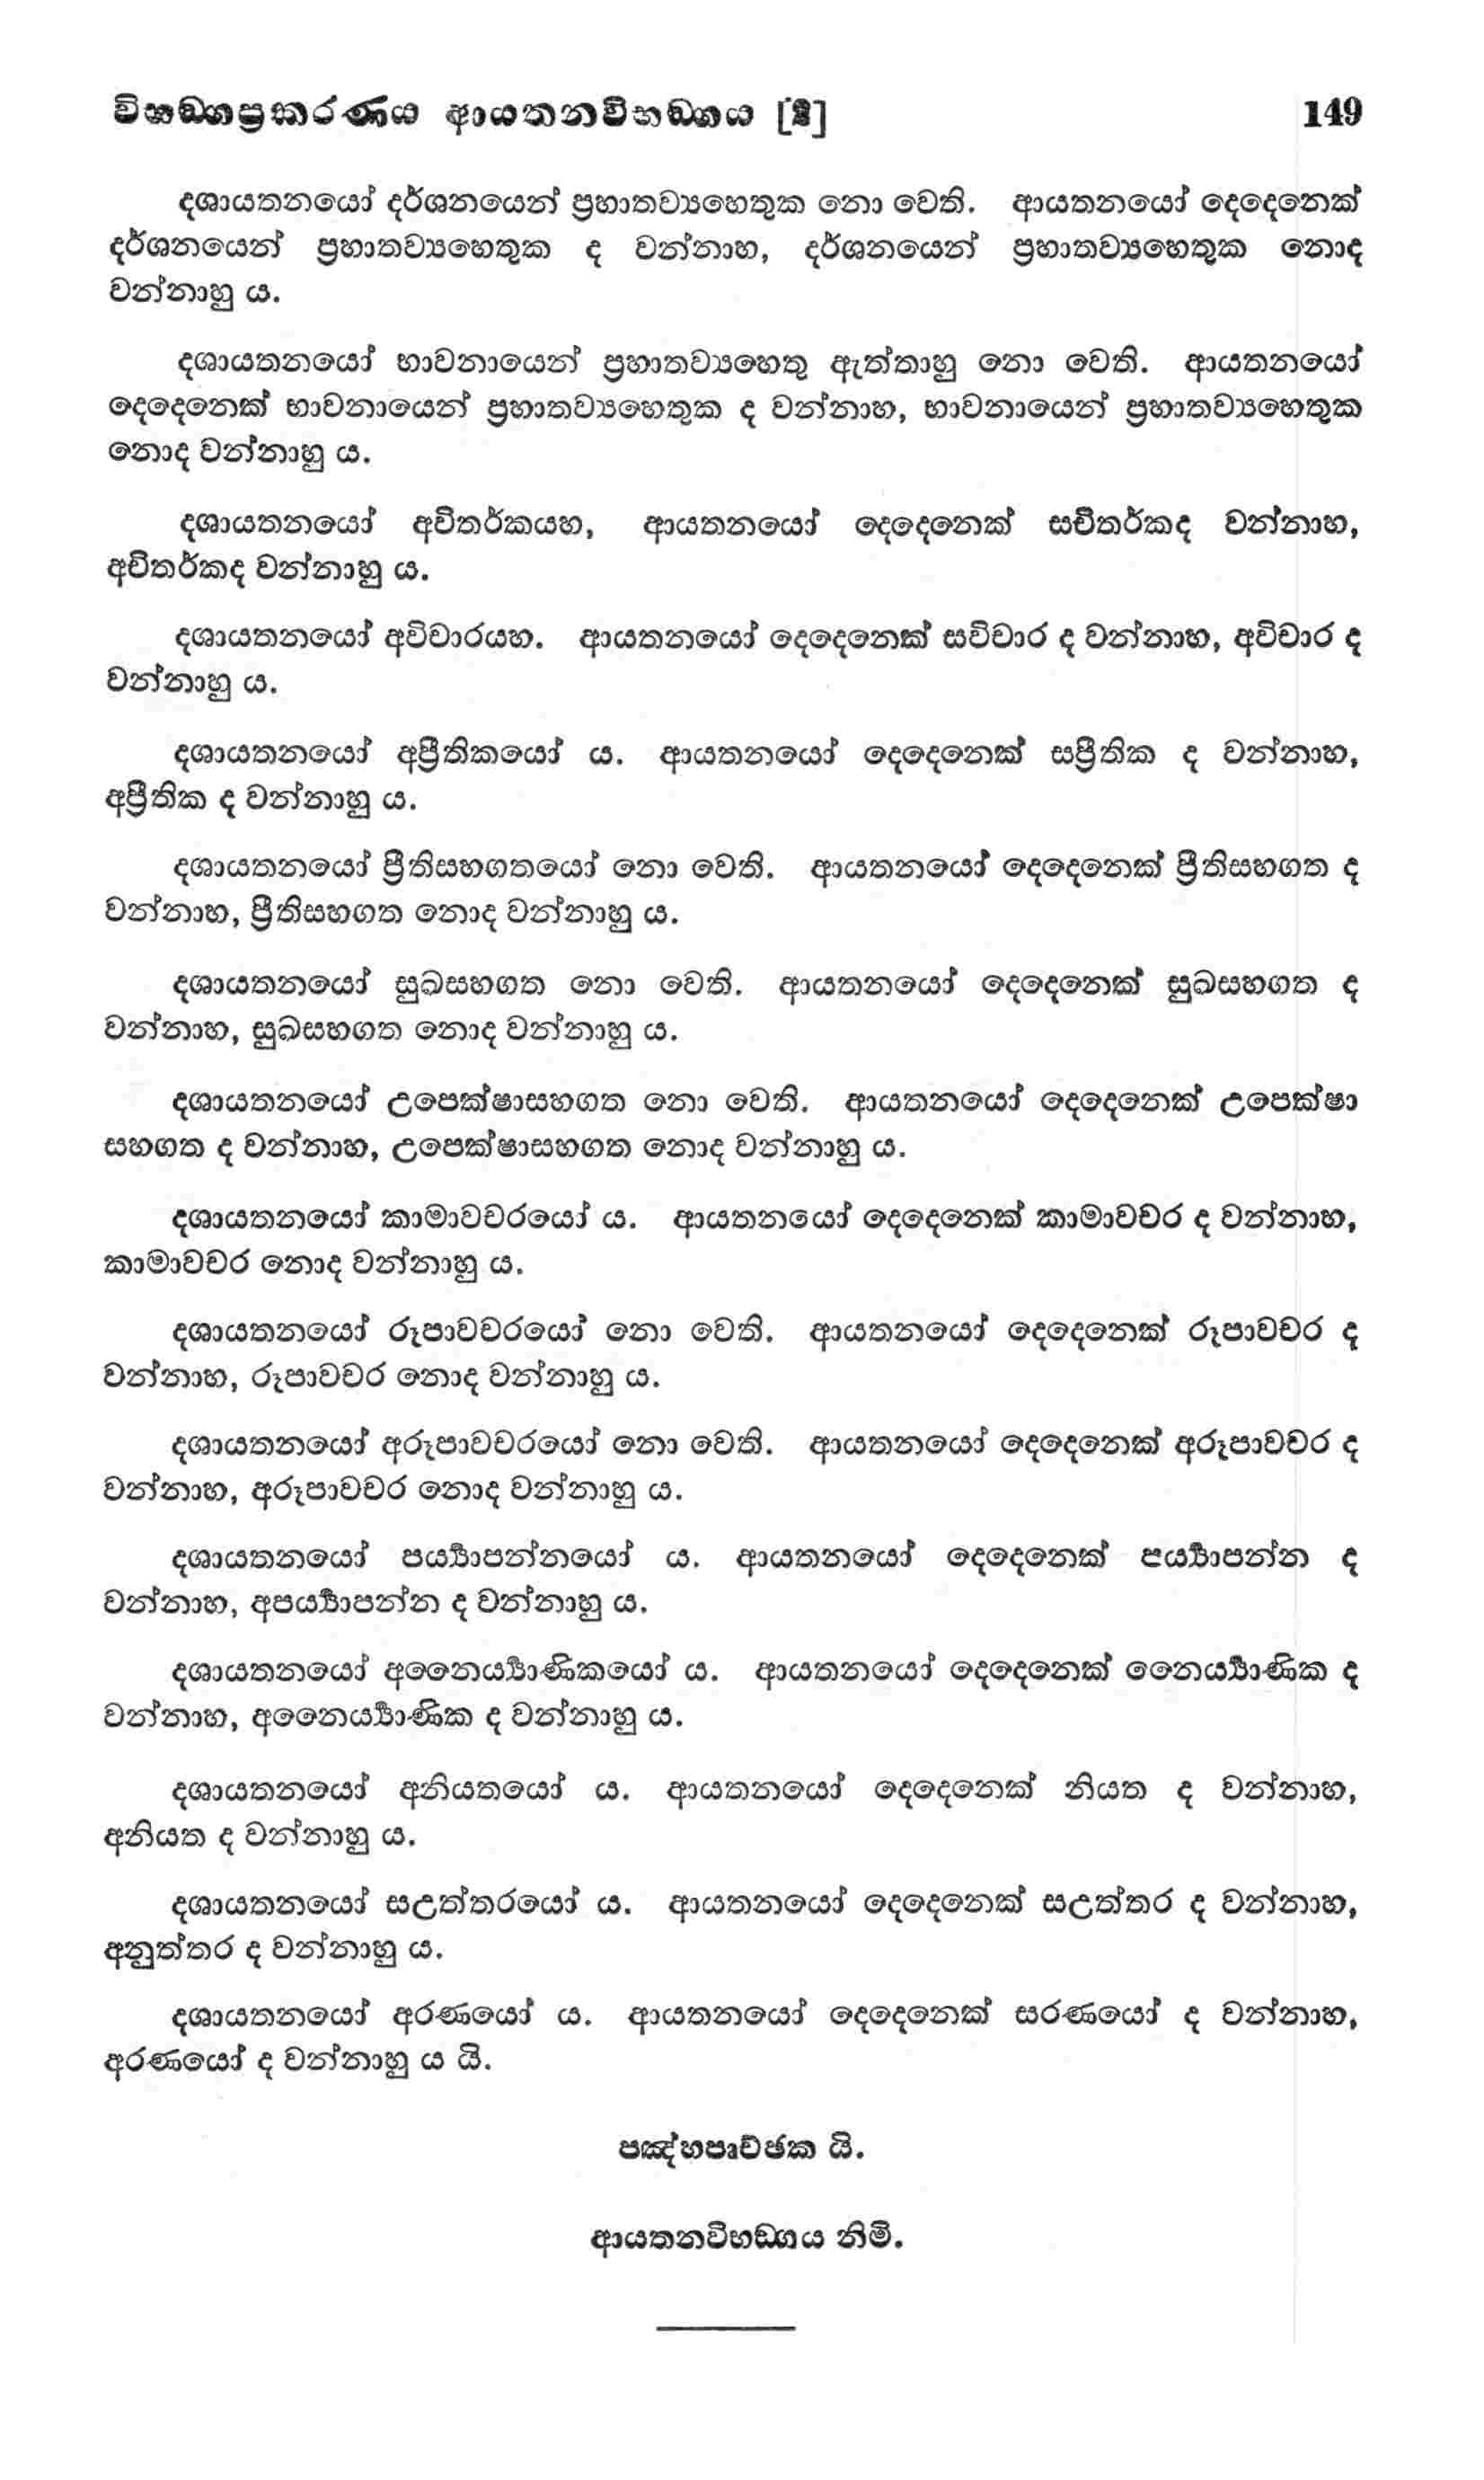 විභඞ්ගප්‍රකරණය ආයතනවිභඞ්ගය [2] 149
දශායතනයෝ දර්ශනයෙන් ප්‍රහාතව්‍යහෙතුක නො වෙති. ආයතනයෝ දෙදෙනෙක්
දර්ශනයෙන් ප්‍රහාතව්‍යහෙතුක ද වන්නාහ, දර්ශනයෙන් ප්‍රහාතව්‍යහෙතුක නොද
වන්නාහු ය.
දශායතනයෝ භාවනායෙන් ප්‍රහාතව්‍යහෙතු ඇත්තාහු නො වෙති. ආයතනයෝ
දෙදෙනෙක් භාවනායෙන් ප්‍රහාතව්‍යහෙතුක ද වන්නාහ, භාවනායෙන් ප්‍රහාතව්‍යහෙතුක
නොද වන්නාහු ය.
දශායතනයෝ අවිතර්කයහ, ආයතනයෝ දෙදෙනෙක් සවිතර්කද වන්නාහ,
අවිතර්කද වන්නාහු ය.
දශායතනයෝ අවිචාරයහ. ආයතනයෝ දෙදෙනෙක් සවිචාර ද වන්නාහ, අවිචාර ද
වන්නාහු ය.
දශායතනයෝ අප්‍රීතිකයෝ ය. ආයතනයෝ දෙදෙනෙක් සප්‍රීතික ද වන්නාහ,
අප්‍රීතික ද වන්නාහු ය.
දශායතනයෝ ප්‍රීතිසහගතයෝ නො වෙති. ආයතනයෝ දෙදෙනෙක් ප්‍රීතිසහගත ද
වන්නාහ, ප්‍රීතිසහගත නොද වන්නාහු ය.
දශායතනයෝ සුඛසහගත නො වෙති. ආයතනයෝ දෙදෙනෙක් සුඛසහගත ද
වන්නාහ, සුඛසහගත නොද වන්නාහු ය.
දශායතනයෝ උපෙක්ෂාසහගත නො වෙති. ආයතනයෝ දෙදෙනෙක් උපෙක්ෂා
සහගත ද වන්නාහ, උපෙක්ෂාසහගත නොද වන්නාහු ය.
දශායතනයෝ කාමාවචරයෝ ය. ආයතනයෝ දෙදෙනෙක් කාමාවචර ද වන්නාහ,
කාමාවචර නොද වන්නාහු ය.
දශායතනයෝ රූපාවචරයෝ නො වෙති. ආයතනයෝ දෙදෙනෙක් රූපාවචර ද
වන්නාහ, රූපාවචර නොද වන්නාහු ය.
දශායතනයෝ අරූපාවචරයෝ නො වෙති. ආයතනයෝ දෙදෙනෙක් අරූපාවචර ද
වන්නාහ, අරූපාවචර නොද වන්නාහු ය.
දශායතනයෝ පර්‍ය්‍යාපන්නයෝ ය. ආයතනයෝ දෙදෙනෙක් පර්‍ය්‍යාපන්න ද
වන්නාහ, අපර්‍ය්‍යාපන්න ද වන්නාහු ය.
දශායතනයෝ අනෛර්‍ය්‍යාණිකයෝ ය. ආයතනයෝ දෙදෙනෙක් නෛර්‍ය්‍යාණික ද
වන්නාහ, අනෛර්‍ය්‍යාණික ද වන්නාහු ය.
දශායතනයෝ අනියතයෝ ය. ආයතනයෝ දෙදෙනෙක් නියත ද වන්නාහ,
අනියත ද වන්නාහු ය.
දශායතනයෝ සඋත්තරයෝ ය. ආයතනයෝ දෙදෙනෙක් සඋත්තර ද වන්නාහ,
අනුත්තර ද වන්නාහු ය.
දශායතනයෝ අරණයෝ ය. ආයතනයෝ දෙදෙනෙක් සරණයෝ ද වන්නාහ,
අරණයෝ ද වන්නාහු ය යි.
පඤ්හපෘච්ඡක යි.
ආයතනවිභඞ්ගය නිමි.